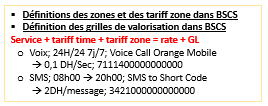 ▪ Définitions des zones et des tariff zone dans BSCS
▪ Définition des grilles de valorisation dans BSCS
Service + tariff time + tariff zone = rate + GL
o Voix; 24H/24 7j/7; Voice Call Orange Mobile
→ 0,1 DH/Sec; 7111400000000000
o SMS; 08h00 → 20h00; SMS to Short Code
→ 2DH/message; 3421000000000000